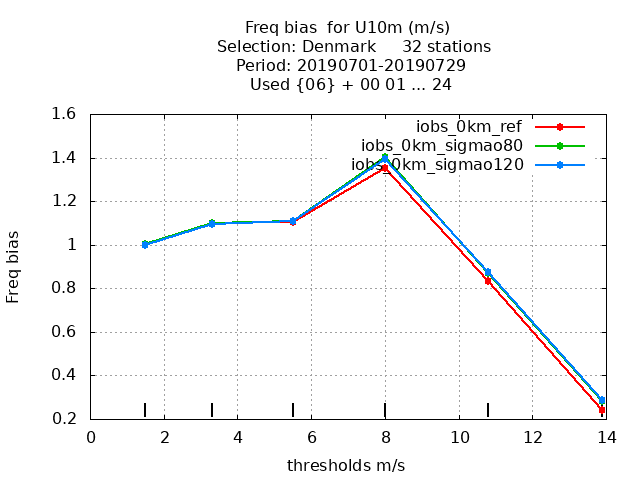 Freq bias  for U10m (m/s)
Selection: Denmark     32 stations
Period: 20190701-20190729
Used {06} + 00 01 ... 24
iobs_0km_ref
iobs_0km_sigmao80
iobs_0km_sigmao120
Freq bias
1.6
1.4
1.2
1
0.8
0.6
0.4
0.2
0 2 4 6 8 10 12 14
thresholds m/s